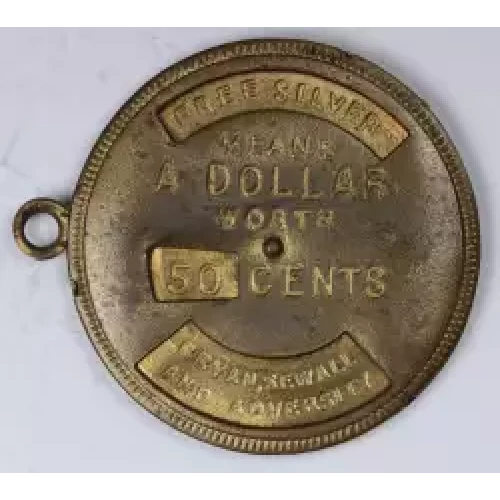 FREE SILVER
MEANS
A DOLLAR
WORTH
50 CENTS
BRYAN, SEWALL
AND ADVERSITY